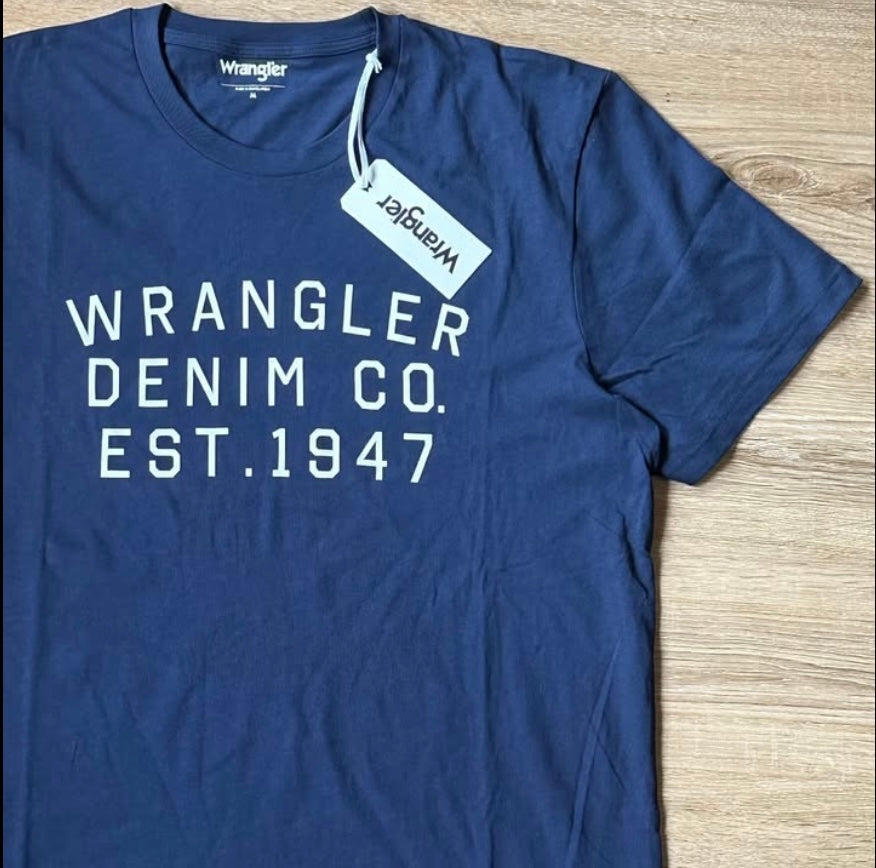 Wrangler
M
Wrangler
WRANGLER
DENIM CO.
EST.1947